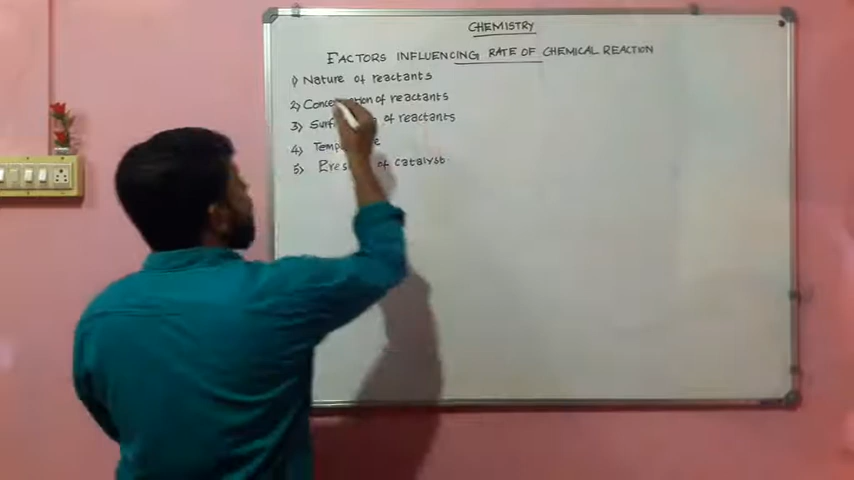 CHEMISTRY
FACTORS INFLUENCING RATE OF CHEMICAL REACTION
1) Nature of reactants
2) of reactants
3) of reactants
4)
5) of catalyst